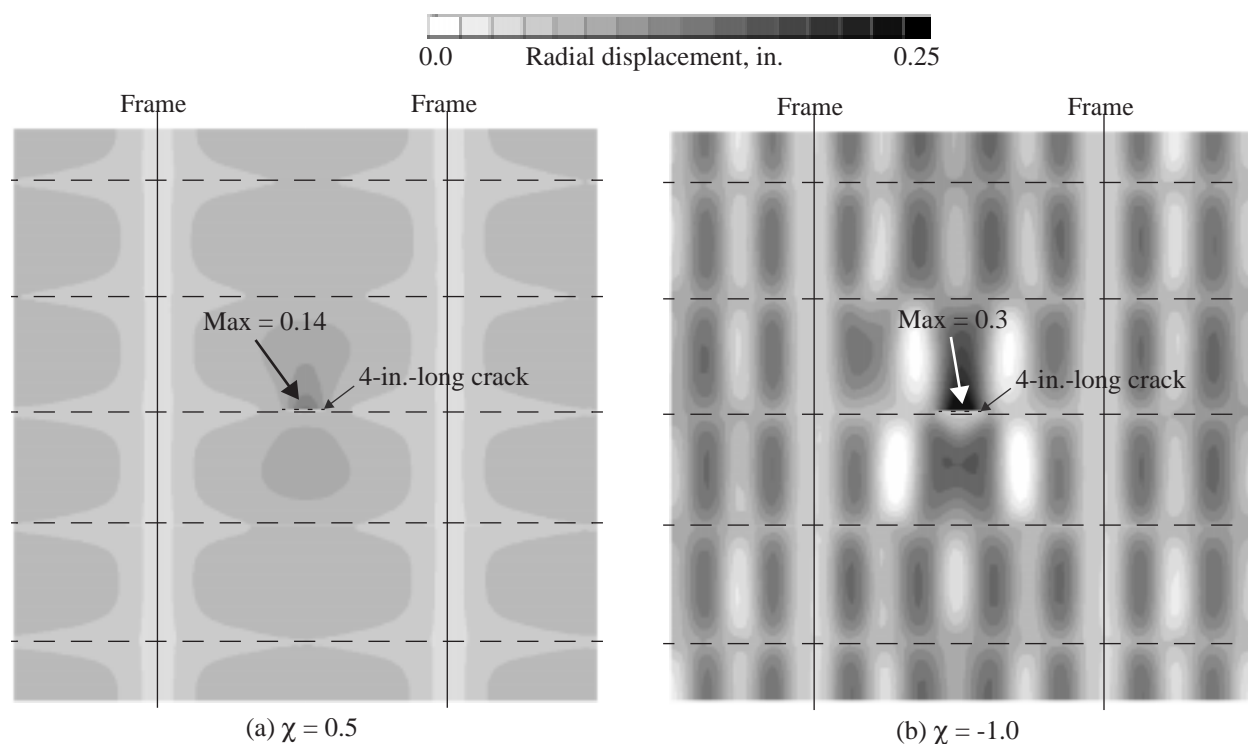 0.0 Radial displacement, in. 0.25
Frame Frame
Frame Frame
Max = 0.14
4-in.-long crack
Max = 0.3
4-in.-long crack
(a) χ = 0.5
(b) χ = -1.0